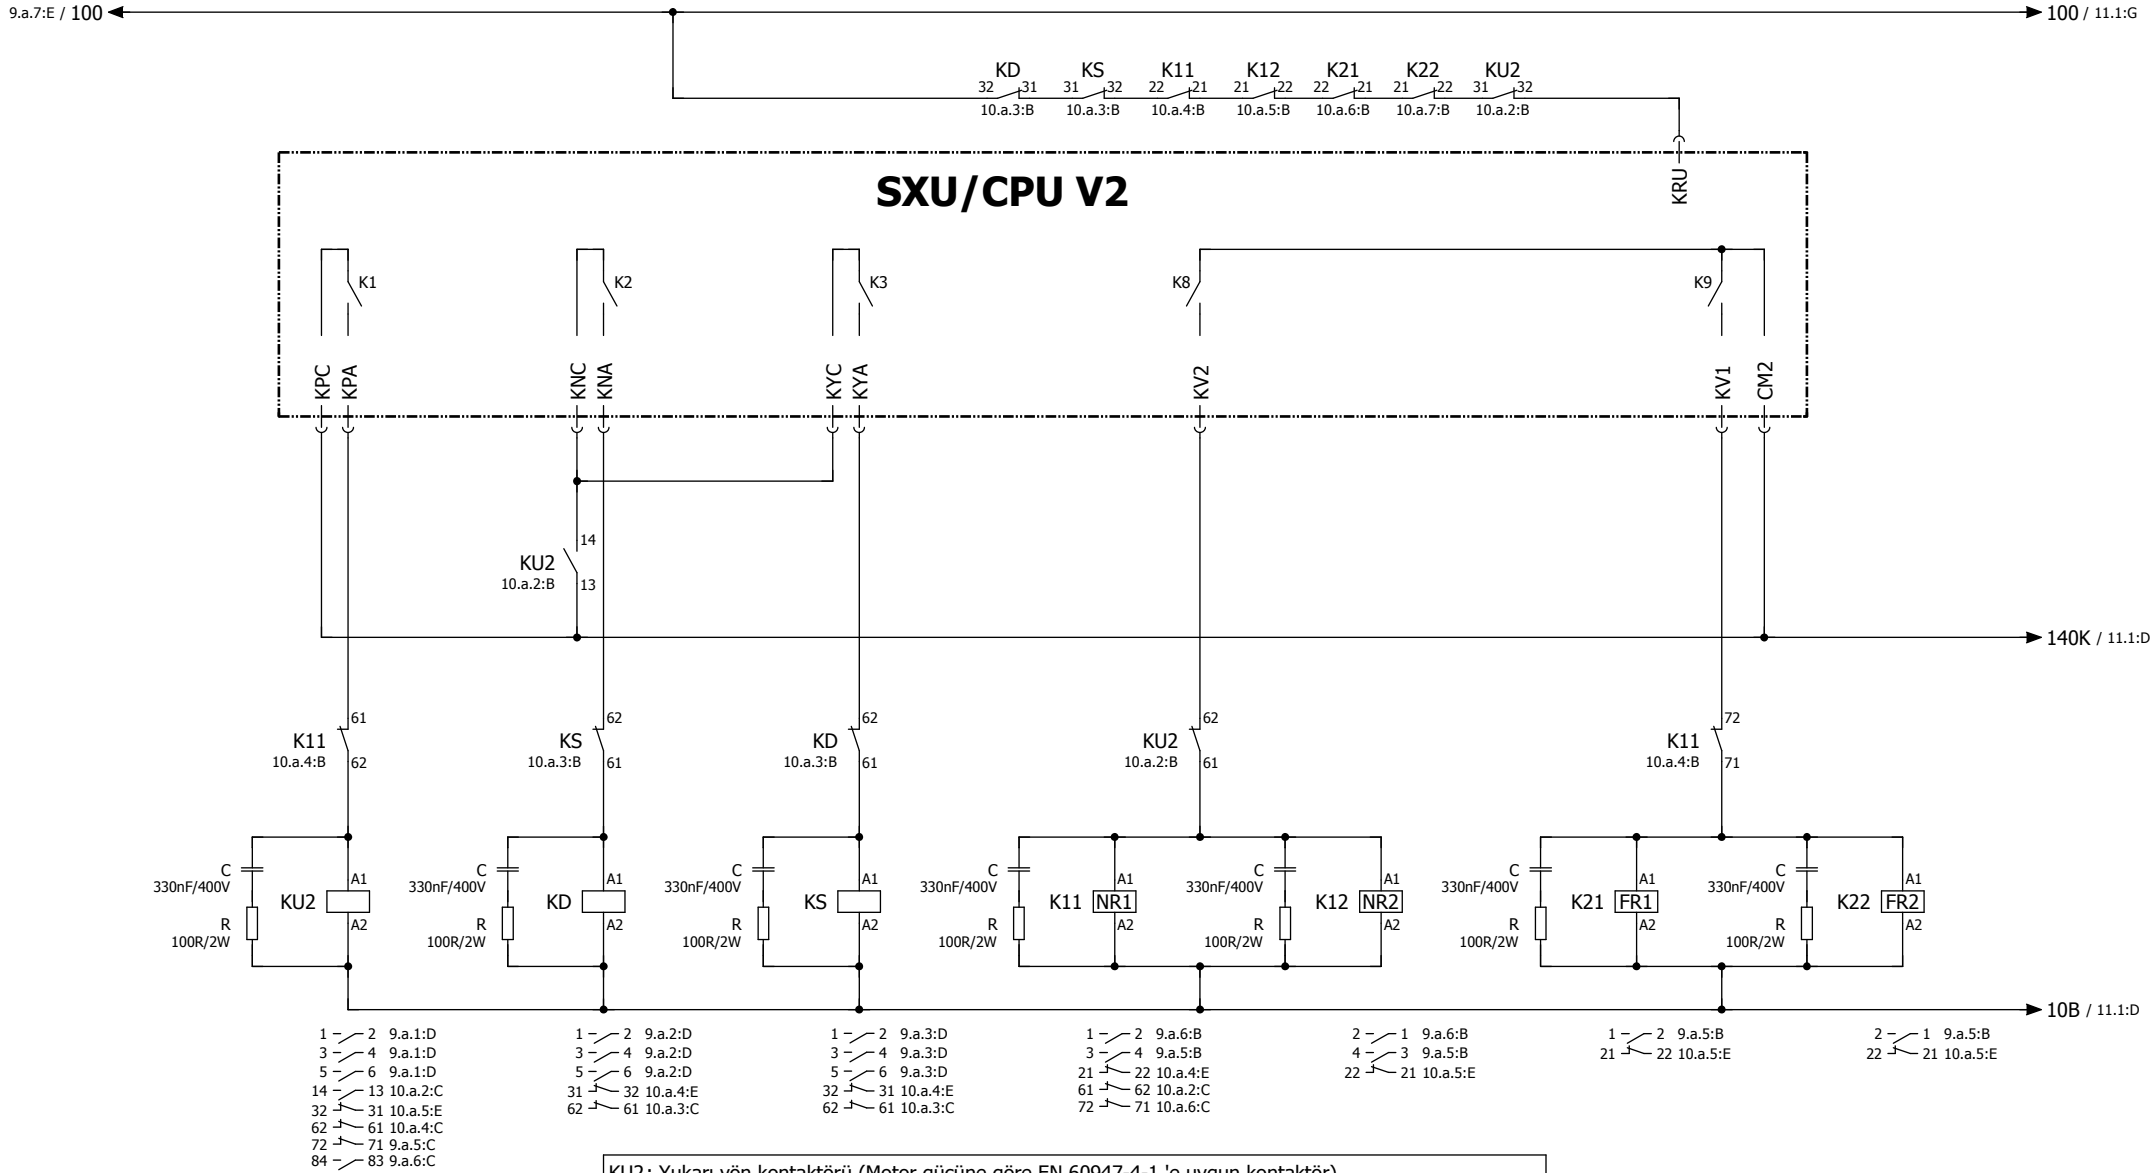 9.a.7:E / 100
100 / 11.1:G
KD KS K11 K12 K21 K22 KU2
32 31 31 32 22 21 21 22 22 21 21 22 31 32
10.a.3:B 10.a.3:B 10.a.4:B 10.a.5:B 10.a.6:B 10.a.7:B 10.a.2:B
SXU/CPU V2
KRU
K1 K2 K3 K8 K9
KPC KPA KNC KNA KYC KYA KV2 KV1 CM2
14
KU2
10.a.2:B 13
140K / 11.1:D
61 62 62 62 72
K11 KS KD KU2 K11
10.a.4:B 62 10.a.3:B 61 10.a.3:B 61 10.a.2:B 61 10.a.4:B 71
C C C C C C C
330nF/400V 330nF/400V 330nF/400V 330nF/400V 330nF/400V 330nF/400V 330nF/400V
A1 A1 A1 A1 A1 A1 A1
KU2 KD KS K11 NR1 K12 NR2 K21 FR1 K22 FR2
R A2 R A2 R A2 R A2 R A2 R A2 R A2
100R/2W 100R/2W 100R/2W 100R/2W 100R/2W 100R/2W 100R/2W
10B / 11.1:D
1 2 9.a.1:D
3 4 9.a.1:D
5 6 9.a.1:D
14 13 10.a.2:C
32 31 10.a.5:E
62 61 10.a.4:C
72 71 9.a.5:C
84 83 9.a.6:C
1 2 9.a.2:D
3 4 9.a.2:D
5 6 9.a.2:D
31 32 10.a.4:E
62 61 10.a.3:C
1 2 9.a.3:D
3 4 9.a.3:D
5 6 9.a.3:D
32 31 10.a.4:E
62 61 10.a.3:C
1 2 9.a.6:B
3 4 9.a.5:B
21 22 10.a.4:E
61 62 10.a.2:C
72 71 10.a.6:C
2 1 9.a.6:B
4 3 9.a.5:B
22 21 10.a.5:E
1 2 9.a.5:B
21 22 10.a.5:E
2 1 9.a.5:B
22 21 10.a.5:E
KU2: Yukarı yön kontaktörü (Motor gücüne göre EN 60947-4-1 'e uygun kontaktör)